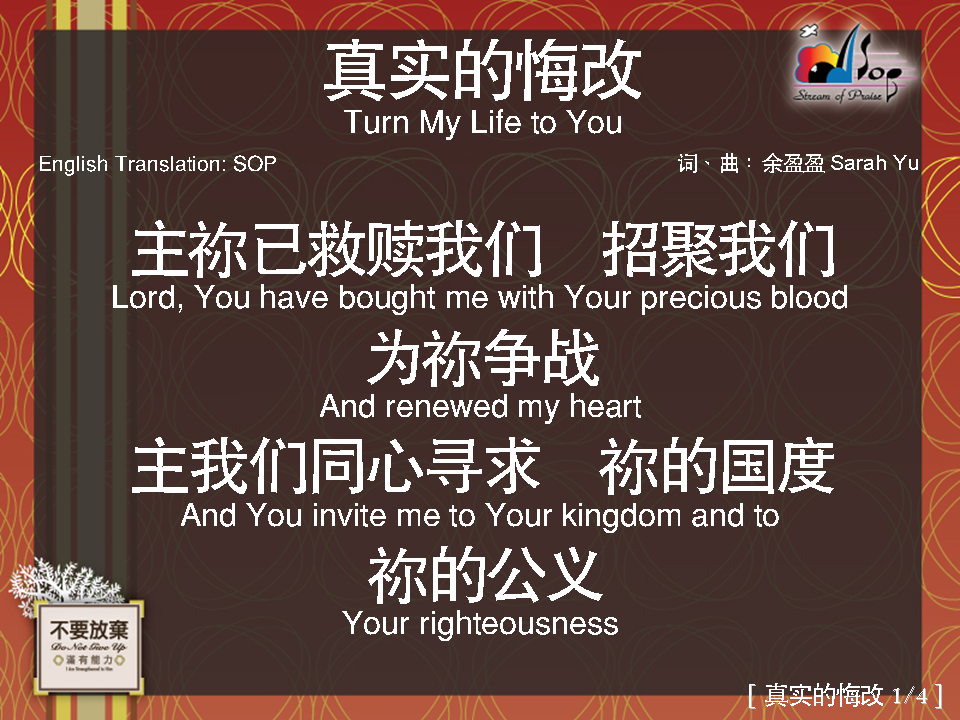 真实的悔改
Turn My Life to You
SOP
Stream of Praise
English Translation: SOP
词、曲：余盈盈 Sarah Yu
主祢已救赎我们　招聚我们
Lord, You have bought me with Your precious blood
为祢争战
And renewed my heart
主我们同心寻求　祢的国度
And You invite me to Your kingdom and to
祢的公义
Your righteousness
不要放棄
Do Not Give Up
滿有能力
I Am Strengthened in Him
[ 真实的悔改 1/4 ]